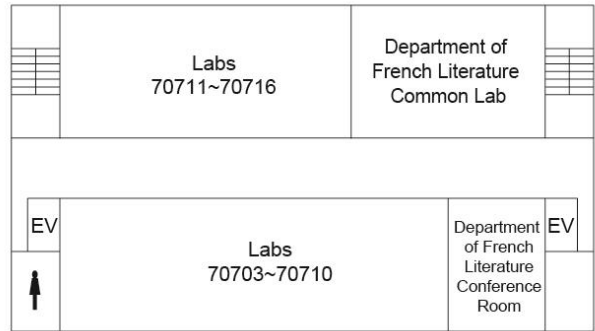 Labs
70711~70716
Department of
French Literature
Common Lab
EV
Labs
70703~70710
Department
of French
Literature
Conference
Room
EV